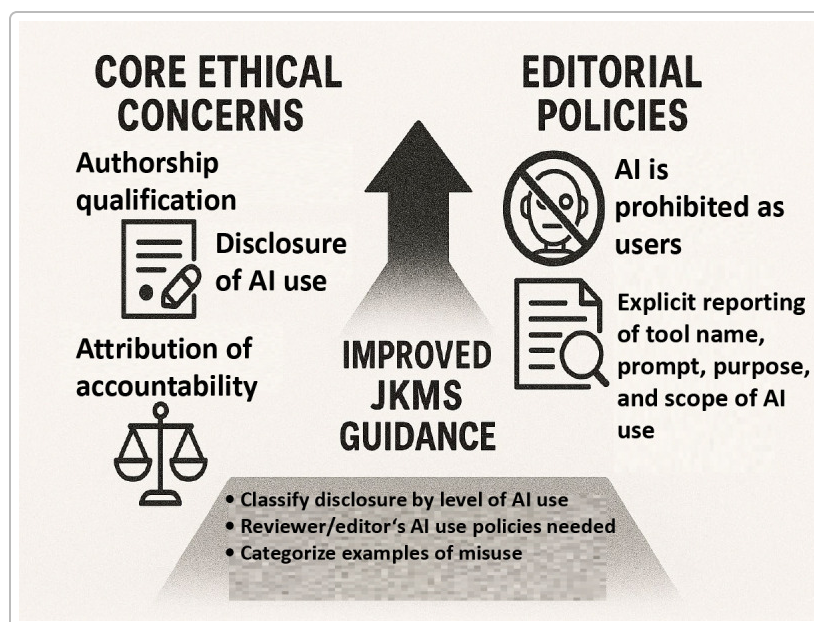 CORE ETHICAL
CONCERNS
Authorship
qualification
Disclosure
of AI use
Attribution of
accountability
IMPROVED
JKMS
GUIDANCE
• Classify disclosure by level of AI use
• Reviewer/editor‘s AI use policies needed
• Categorize examples of misuse
EDITORIAL
POLICIES
AI is
prohibited as
users
Explicit reporting
of tool name,
prompt, purpose,
and scope of AI
use